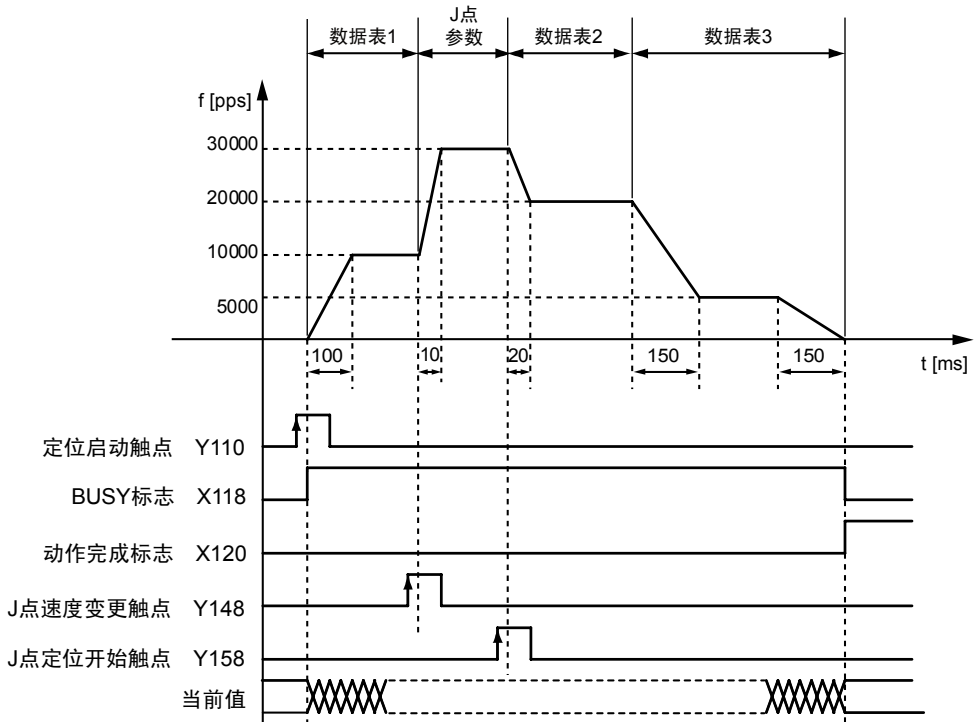 J点
数据表1 参数 数据表2 数据表3
f [pps]
30000
20000
10000
5000
100 10 20 150 150
t [ms]
定位启动触点 Y110
BUSY标志 X118
动作完成标志 X120
J点速度变更触点 Y148
J点定位开始触点 Y158
当前值